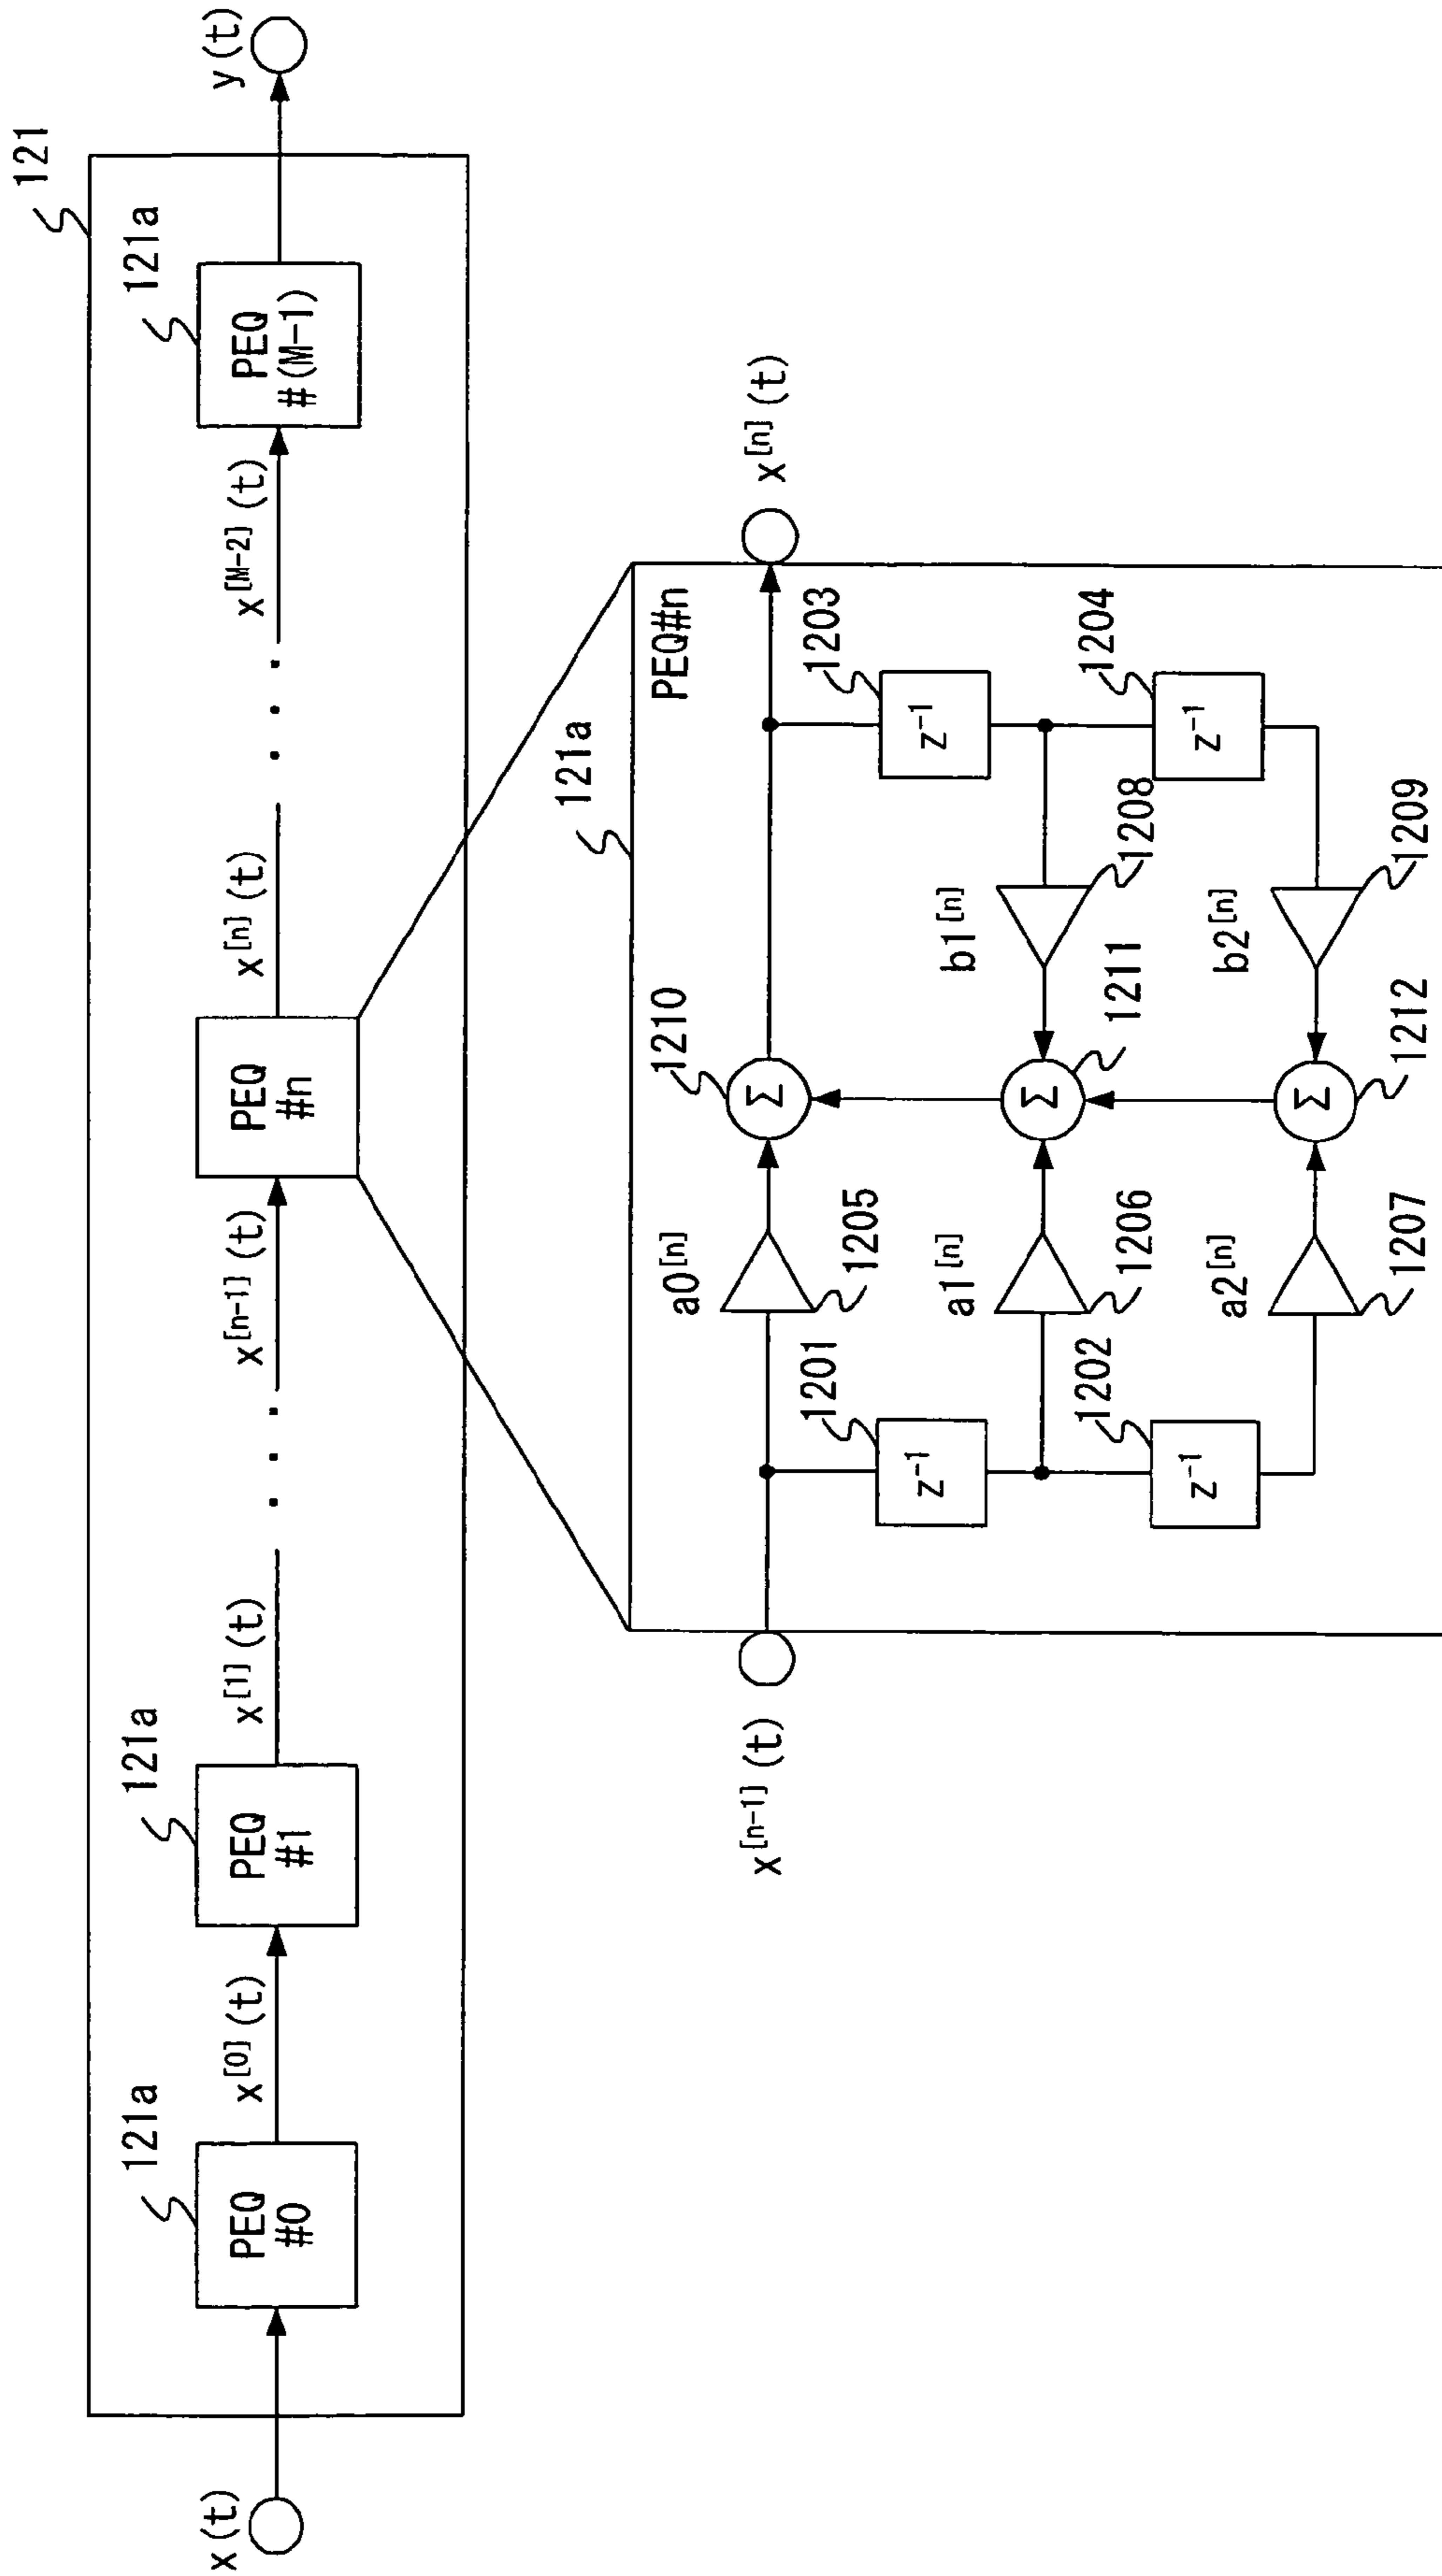 121
x(t)
y(t)
121a
121a
121a
PEQ
#0
x^[0](t)
PEQ
#1
x^[1](t)
x^[n-1](t)
PEQ
#n
x^[n](t)
x^[M-2](t)
PEQ
#(M-1)
121a
PEQ#n
x^[n-1](t)
x^[n](t)
a0^[n]
1205
Σ
1210
1201
z^-1
1203
z^-1
a1^[n]
1206
Σ
1211
b1^[n]
1208
1202
z^-1
1204
z^-1
a2^[n]
1207
Σ
1212
b2^[n]
1209